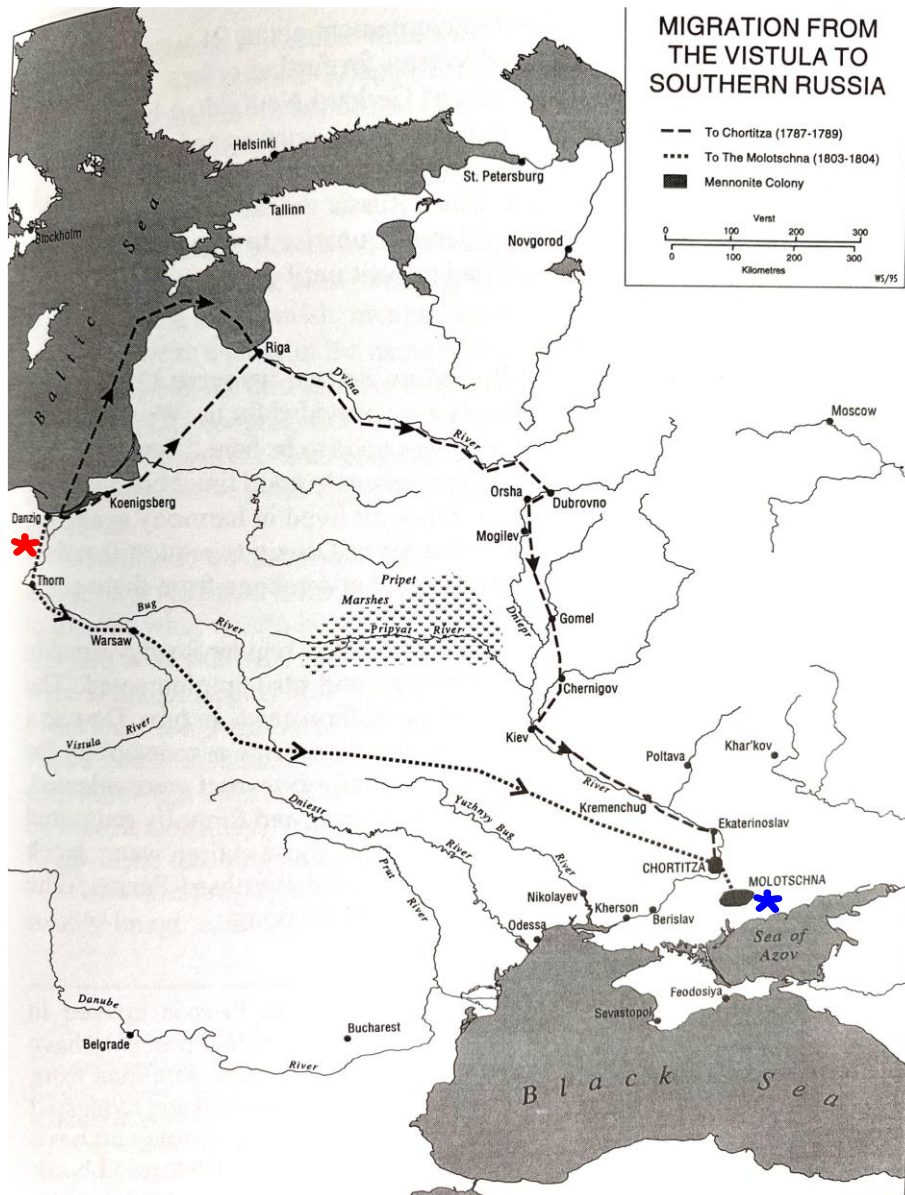 MIGRATION FROM
THE VISTULA TO
SOUTHERN RUSSIA
To Chortitza (1787-1789)
To The Molotschna (1803-1804)
Mennonite Colony
Verst
0 100 200 300
0 100 200 300
Kilometres
WS/95
Helsinki
St. Petersburg
Tallinn
Stockholm
Novgorod
Baltic Sea
Riga
Dvina River
Moscow
Koenigsberg
Danzig
Orsha
Dubrovno
Mogilev
Thorn
Pripet
Marshes
Bug River
Pripyat River
Dniepr River
Gomel
Warsaw
Chernigov
Vistula River
Kiev
Poltava
Khar'kov
Kremenchug
Dniestr River
Yuzhyy Bug River
Ekaterinoslav
Prut River
CHORTITZA
MOLOTSCHNA
Nikolayev
Kherson
Berislav
Odessa
Sea of
Azov
Feodosiya
Sevastopol
Danube River
Belgrade
Bucharest
Black Sea